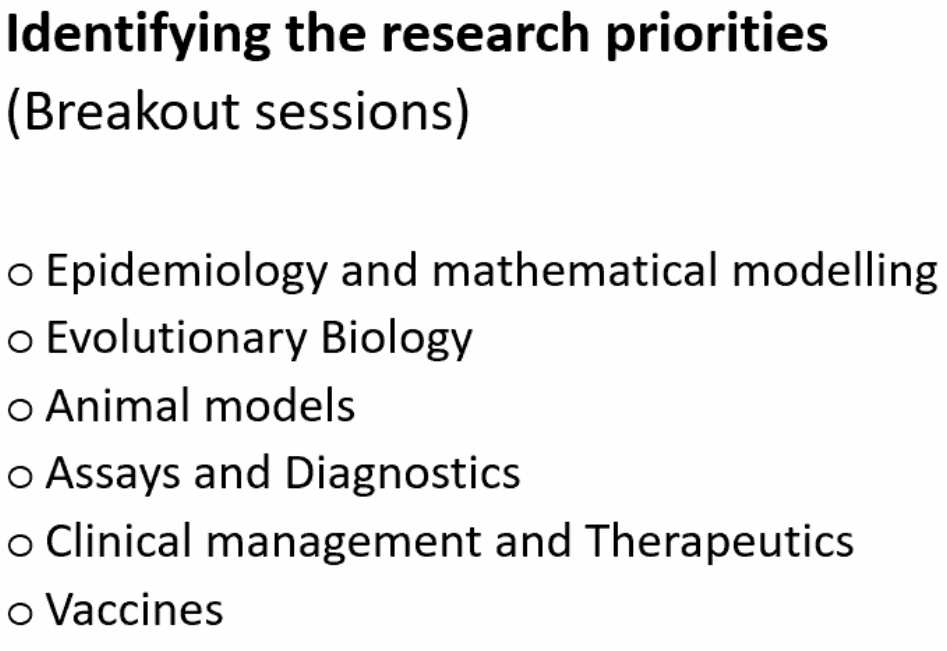 Identifying the research priorities
(Breakout sessions)
o Epidemiology and mathematical modelling
o Evolutionary Biology
o Animal models
o Assays and Diagnostics
o Clinical management and Therapeutics
o Vaccines